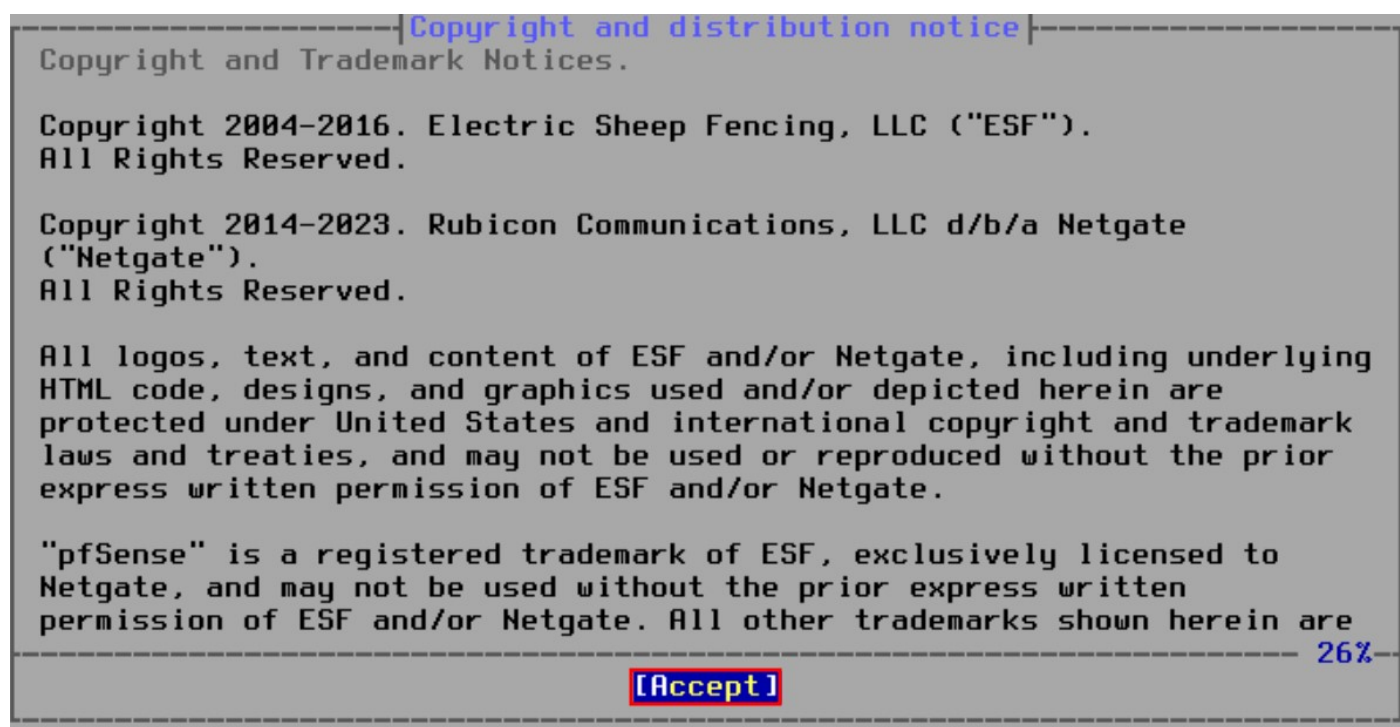 Copyright and distribution notice
Copyright and Trademark Notices.
Copyright 2004-2016. Electric Sheep Fencing, LLC ("ESF").
All Rights Reserved.
Copyright 2014-2023. Rubicon Communications, LLC d/b/a Netgate
("Netgate").
All Rights Reserved.
All logos, text, and content of ESF and/or Netgate, including underlying
HTML code, designs, and graphics used and/or depicted herein are
protected under United States and international copyright and trademark
laws and treaties, and may not be used or reproduced without the prior
express written permission of ESF and/or Netgate.
"pfSense" is a registered trademark of ESF, exclusively licensed to
Netgate, and may not be used without the prior express written
permission of ESF and/or Netgate. All other trademarks shown herein are
26%
[Accept]